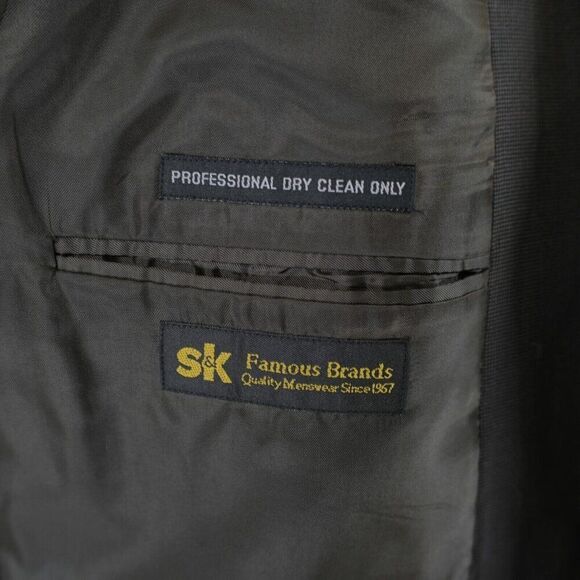 PROFESSIONAL DRY CLEAN ONLY
S&K Famous Brands
Quality Menswear Since 1967